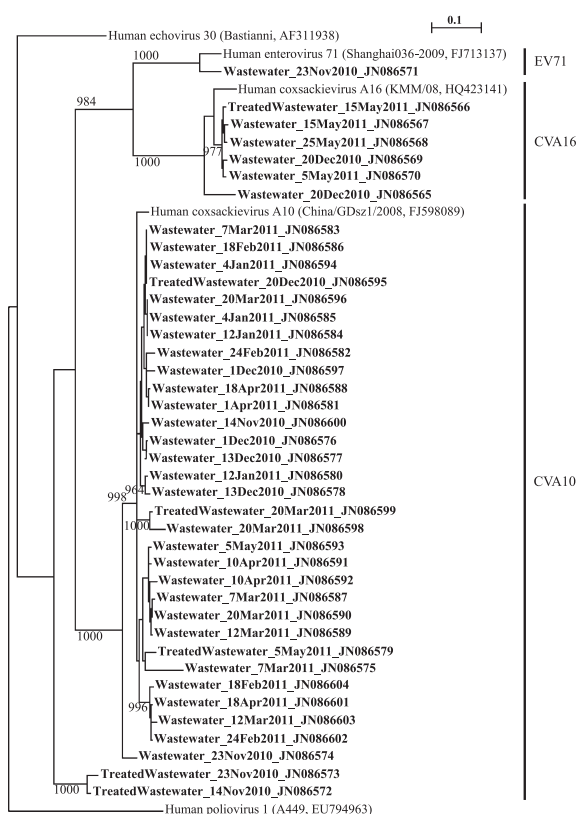 0.1
Human echovirus 30 (Bastianni, AF311938)
1000
Human enterovirus 71 (Shanghai036-2009, FJ713137)
EV71
Wastewater_23Nov2010_JN086571
Human coxsackievirus A16 (KMM/08, HQ423141)
984
TreatedWastewater_15May2011_JN086566
Wastewater_15May2011_JN086567
Wastewater_25May2011_JN086568
CVA16
977
Wastewater_20Dec2010_JN086569
1000
Wastewater_5May2011_JN086570
Wastewater_20Dec2010_JN086565
Human coxsackievirus A10 (China/GDsz1/2008, FJ598089)
Wastewater_7Mar2011_JN086583
Wastewater_18Feb2011_JN086586
Wastewater_4Jan2011_JN086594
TreatedWastewater_20Dec2010_JN086595
Wastewater_20Mar2011_JN086596
Wastewater_4Jan2011_JN086585
Wastewater_12Jan2011_JN086584
Wastewater_24Feb2011_JN086582
Wastewater_1Dec2010_JN086597
Wastewater_18Apr2011_JN086588
Wastewater_1Apr2011_JN086581
Wastewater_14Nov2010_JN086600
Wastewater_1Dec2010_JN086576
Wastewater_13Dec2010_JN086577
Wastewater_12Jan2011_JN086580
CVA10
964
Wastewater_13Dec2010_JN086578
998
TreatedWastewater_20Mar2011_JN086599
1000
Wastewater_20Mar2011_JN086598
Wastewater_5May2011_JN086593
Wastewater_10Apr2011_JN086591
Wastewater_10Apr2011_JN086592
Wastewater_7Mar2011_JN086587
Wastewater_20Mar2011_JN086590
Wastewater_12Mar2011_JN086589
1000
TreatedWastewater_5May2011_JN086579
Wastewater_7Mar2011_JN086575
Wastewater_18Feb2011_JN086604
Wastewater_18Apr2011_JN086601
996
Wastewater_12Mar2011_JN086603
Wastewater_24Feb2011_JN086602
Wastewater_23Nov2010_JN086574
TreatedWastewater_23Nov2010_JN086573
1000
TreatedWastewater_14Nov2010_JN086572
Human poliovirus 1 (A449, EU794963)